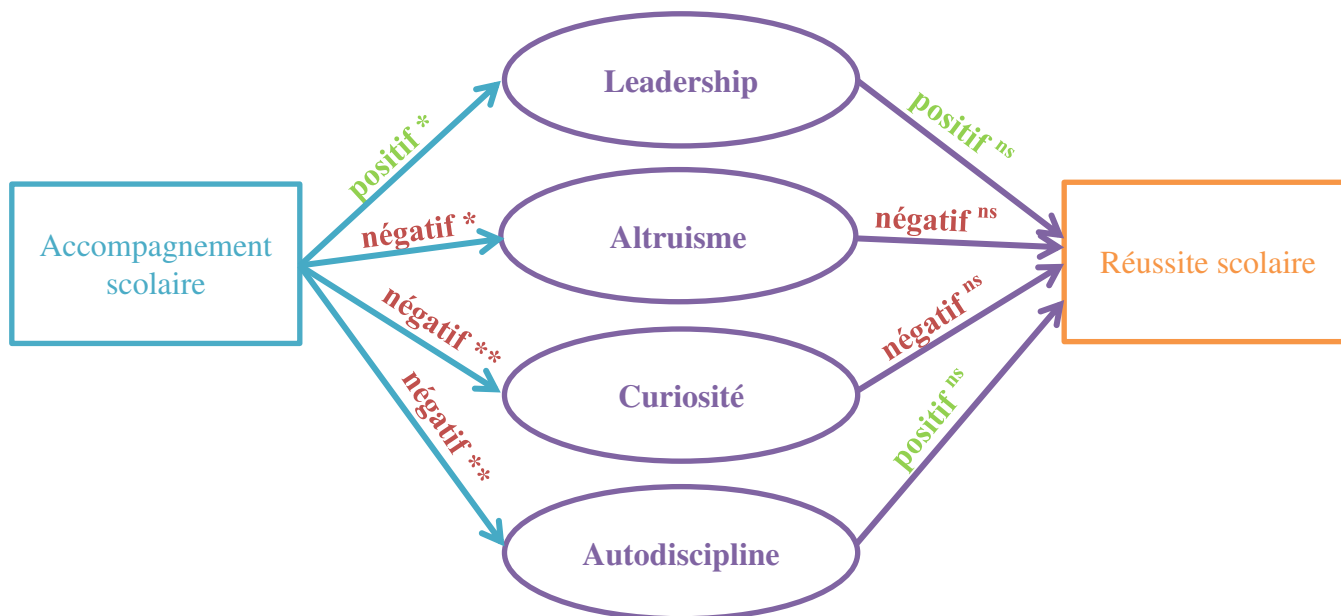 Leadership
positif *
positif ns
négatif *
Altruisme
négatif ns
Accompagnement
scolaire
Réussite scolaire
négatif **
Curiosité
négatif ns
négatif **
positif ns
Autodiscipline